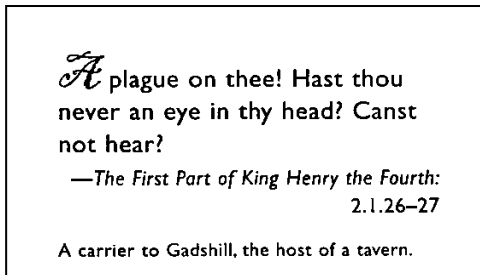 A plague on thee! Hast thou
never an eye in thy head? Canst
not hear?
—The First Part of King Henry the Fourth:
2.1.26–27
A carrier to Gadshill, the host of a tavern.